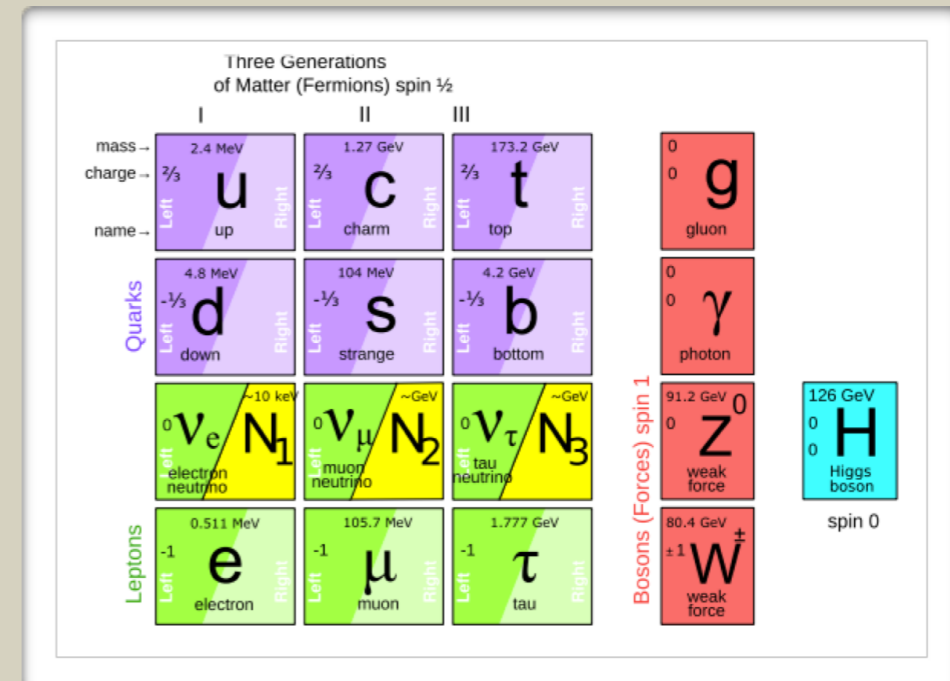 Three Generations
of Matter (Fermions) spin ½
I II III
mass→
charge→
name→
2.4 MeV
⅔
u
Left
Right
up
1.27 GeV
⅔
c
Left
Right
charm
173.2 GeV
⅔
t
Left
Right
top
0
0
g
gluon
Quarks
4.8 MeV
-⅓
d
Left
Right
down
104 MeV
-⅓
s
Left
Right
strange
4.2 GeV
-⅓
b
Left
Right
bottom
0
0
γ
photon
~10 keV
0
νe
N1
Left
electron
neutrino
~GeV
0
νμ
N2
Left
muon
neutrino
~GeV
0
ντ
N3
Left
tau
neutrino
Bosons (Forces) spin 1
91.2 GeV
0
Z0
weak
force
126 GeV
0
0
H
Higgs
boson
spin 0
Leptons
0.511 MeV
-1
e
Left
Right
electron
105.7 MeV
-1
μ
Left
Right
muon
1.777 GeV
-1
τ
Left
Right
tau
80.4 GeV
±1
W±
weak
force